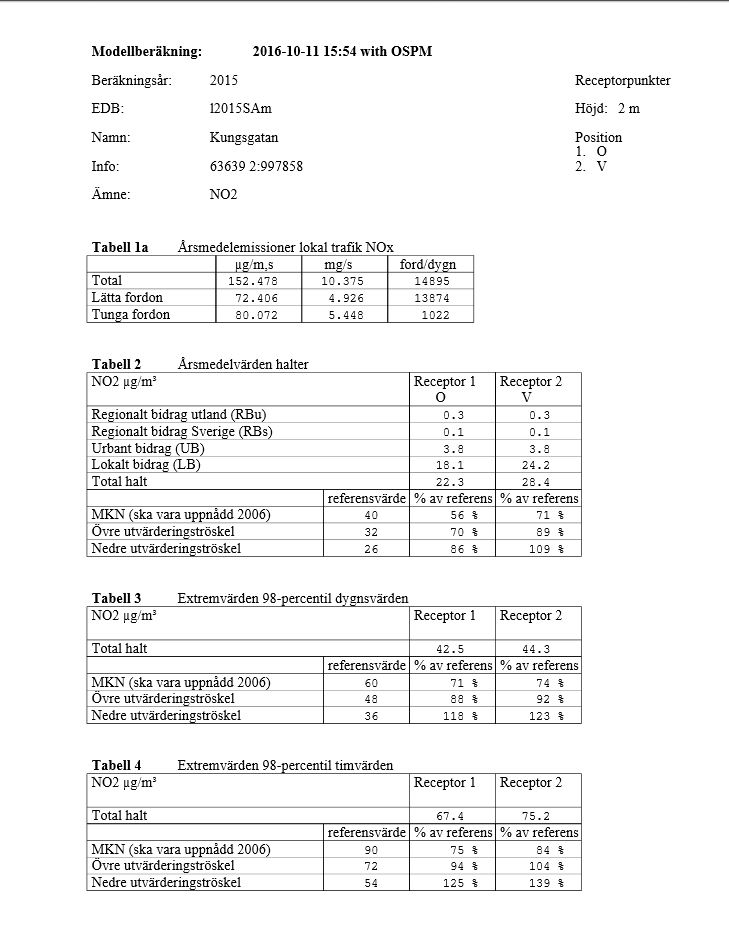 Modellberäkning: 2016-10-11 15:54 with OSPM
Beräkningsår: 2015 Receptorpunkter
EDB: l2015SAm Höjd: 2 m
Namn: Kungsgatan Position
1. O
Info: 63639 2:997858 2. V
Ämne: NO2
Tabell 1a Årsmedelemissioner lokal trafik NOx
µg/m,s mg/s ford/dygn
Total 152.478 10.375 14895
Lätta fordon 72.406 4.926 13874
Tunga fordon 80.072 5.448 1022
Tabell 2 Årsmedelvärden halter
NO2 µg/m³ Receptor 1 Receptor 2
O V
Regionalt bidrag utland (RBu) 0.3 0.3
Regionalt bidrag Sverige (RBs) 0.1 0.1
Urbant bidrag (UB) 3.8 3.8
Lokalt bidrag (LB) 18.1 24.2
Total halt 22.3 28.4
referensvärde % av referens % av referens
MKN (ska vara uppnådd 2006) 40 56 % 71 %
Övre utvärderingströskel 32 70 % 89 %
Nedre utvärderingströskel 26 86 % 109 %
Tabell 3 Extremvärden 98-percentil dygnsvärden
NO2 µg/m³ Receptor 1 Receptor 2
Total halt 42.5 44.3
referensvärde % av referens % av referens
MKN (ska vara uppnådd 2006) 60 71 % 74 %
Övre utvärderingströskel 48 88 % 92 %
Nedre utvärderingströskel 36 118 % 123 %
Tabell 4 Extremvärden 98-percentil timvärden
NO2 µg/m³ Receptor 1 Receptor 2
Total halt 67.4 75.2
referensvärde % av referens % av referens
MKN (ska vara uppnådd 2006) 90 75 % 84 %
Övre utvärderingströskel 72 94 % 104 %
Nedre utvärderingströskel 54 125 % 139 %